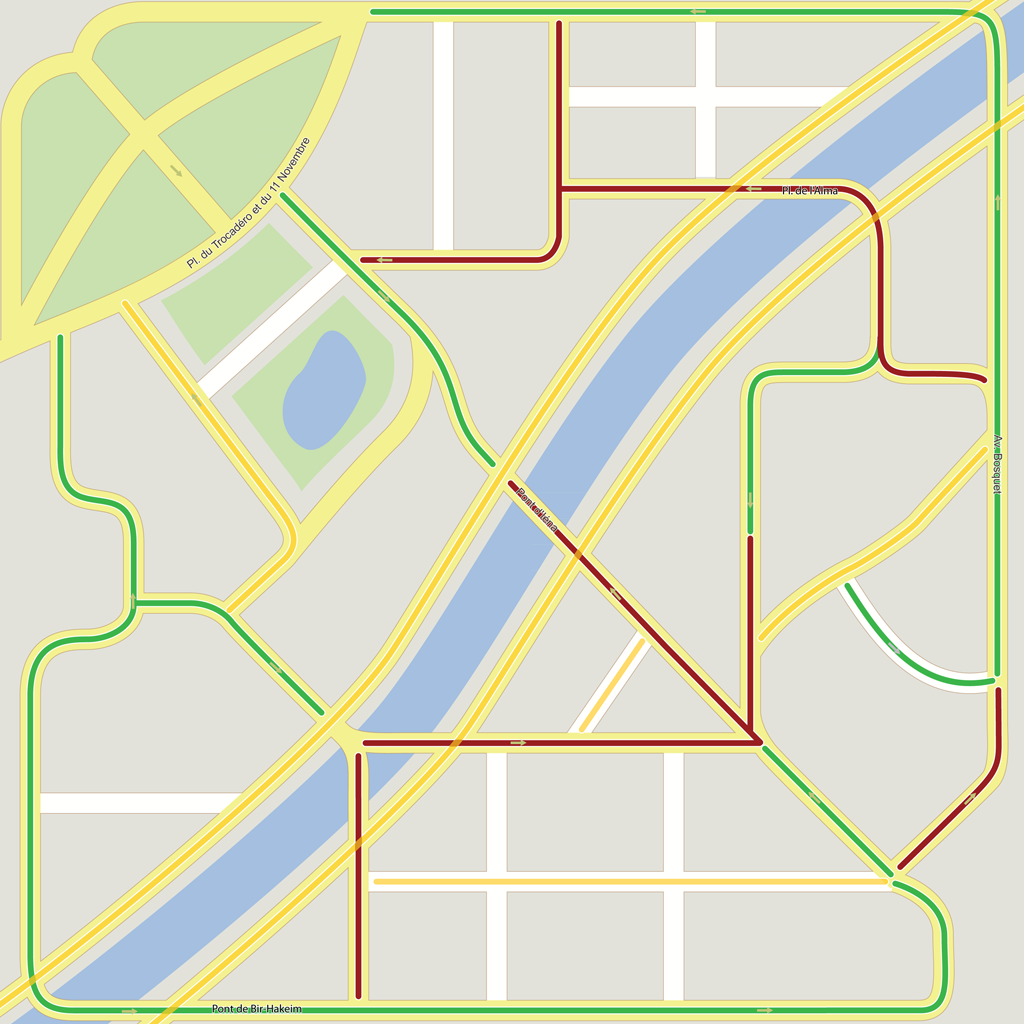 Pl. du Trocadéro et du 11 Novembre
Pl. de l'Alma
Av. Bosquet
Pont d'Iéna
Pont de Bir-Hakeim